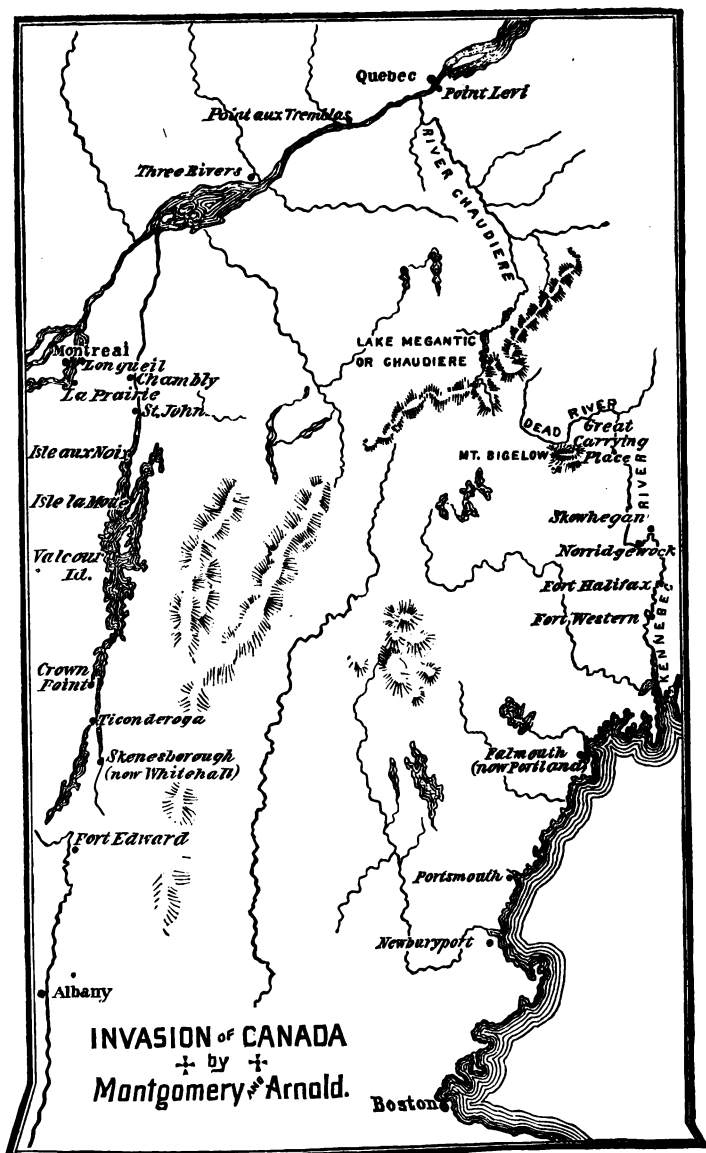 Quebec
Point Levi
Point aux Trembles
RIVER CHAUDIERE
Three Rivers
LAKE MEGANTIC
OR CHAUDIERE
Montreal
Longueil
Chambly
La Prairie
St. John
DEAD RIVER
Great
Carrying
Place
MT. BIGELOW
Isle aux Noix
Isle la Motte
Skowhegan
Norridgewock
Valcour
Isl.
Fort Halifax
Fort Western
KENNEBEC RIVER
Crown
Point
Ticonderoga
Skenesborough
(now Whitehall)
Falmouth
(now Portland)
Fort Edward
Portsmouth
Newburyport
Albany
INVASION OF CANADA
by
Montgomery AND Arnold.
Boston